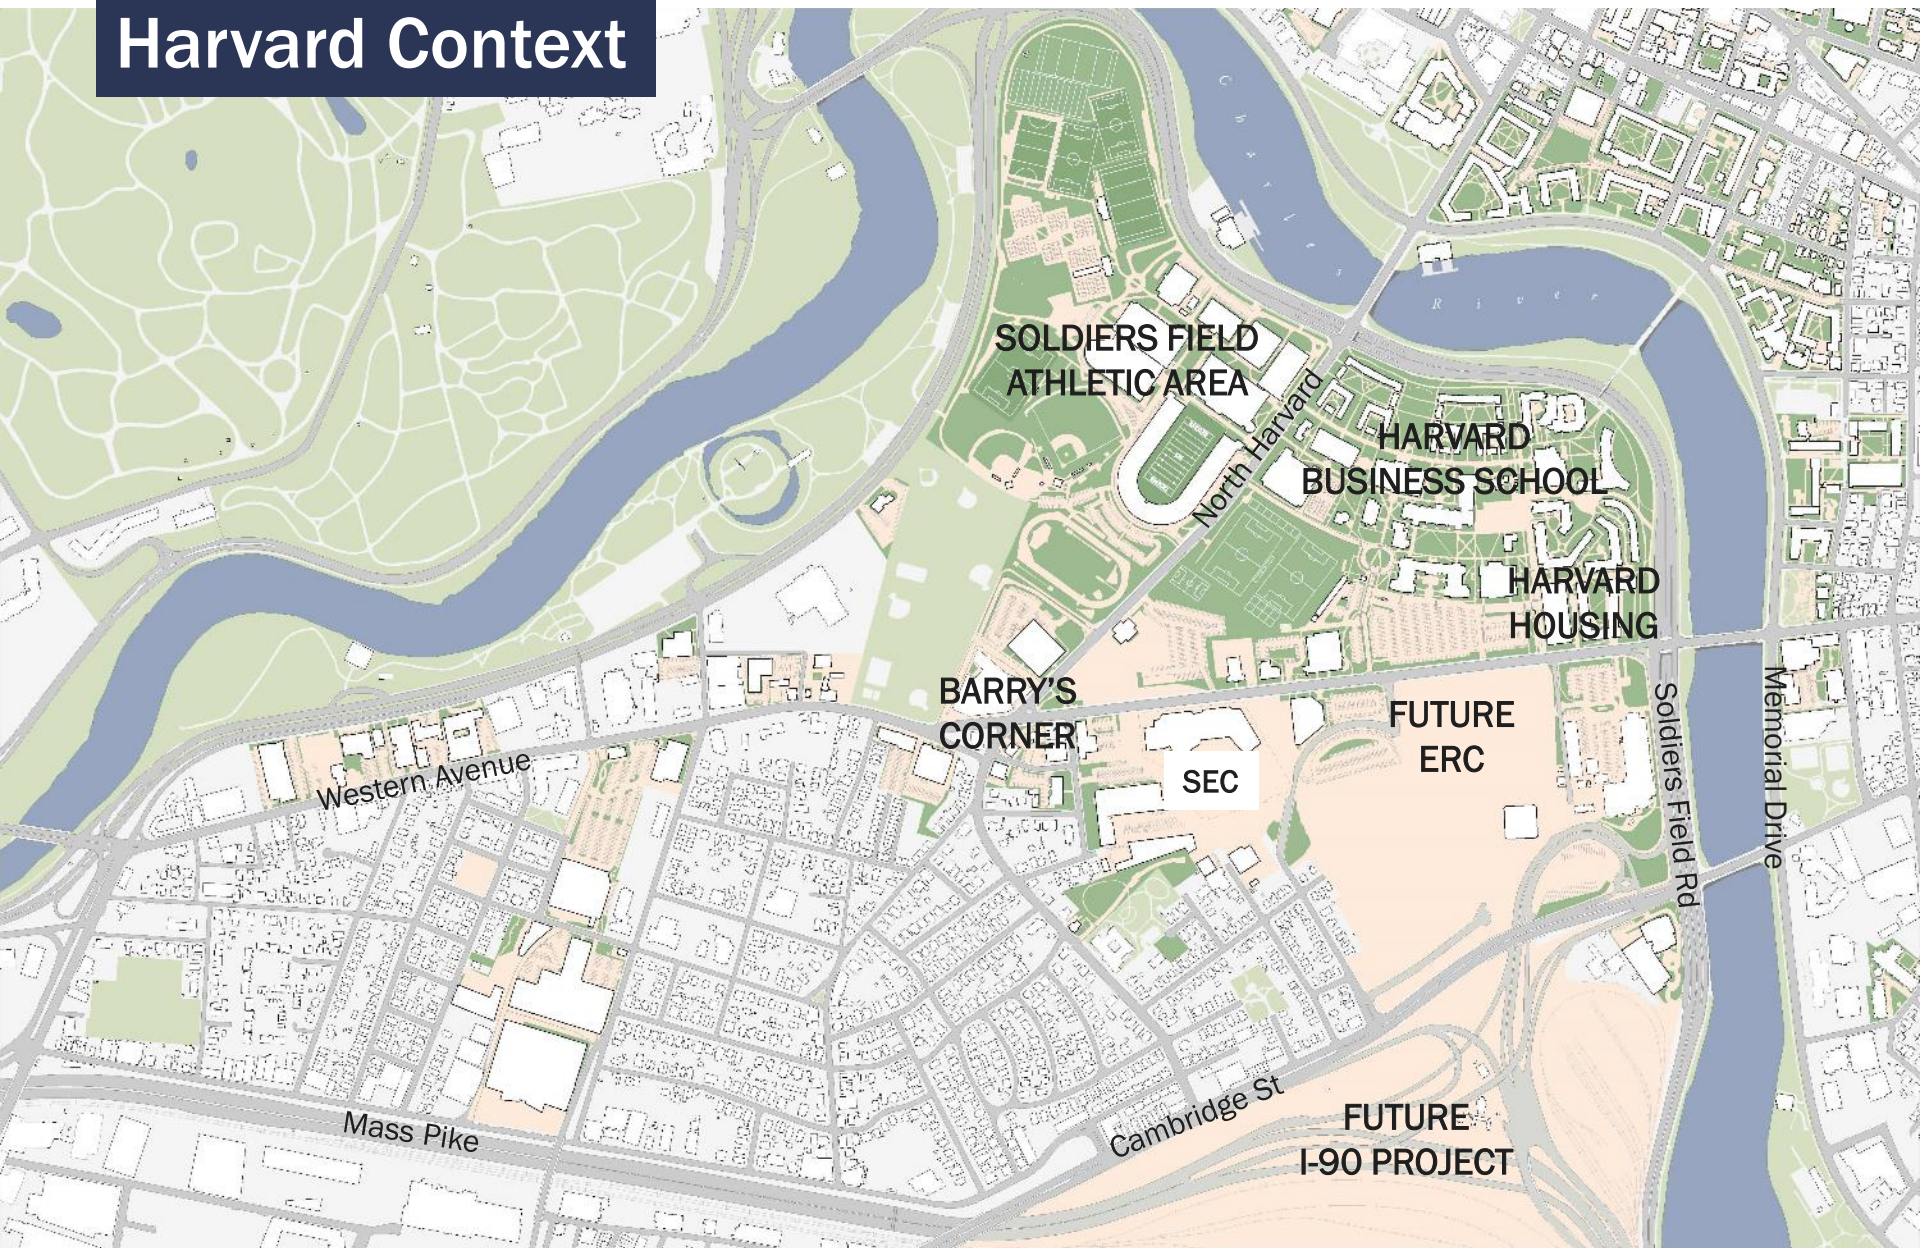 Harvard Context
Charles
River
SOLDIERS FIELD
ATHLETIC AREA
North Harvard
HARVARD
BUSINESS SCHOOL
HARVARD
HOUSING
BARRY'S
CORNER
FUTURE
ERC
SEC
Western Avenue
Soldiers Field Rd
Memorial Drive
Mass Pike
Cambridge St
FUTURE
I-90 PROJECT